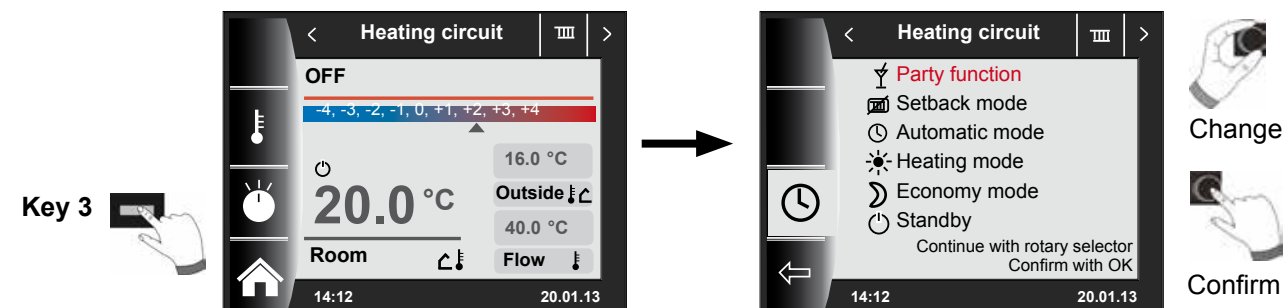 Heating circuit
OFF
-4, -3, -2, -1, 0, +1, +2, +3, +4
16.0 °C
20.0 °C
Outside
40.0 °C
Room
Flow
14:12 20.01.13
Key 3
Heating circuit
Party function
Setback mode
Automatic mode
Heating mode
Economy mode
Standby
Continue with rotary selector
Confirm with OK
14:12 20.01.13
Change
Confirm